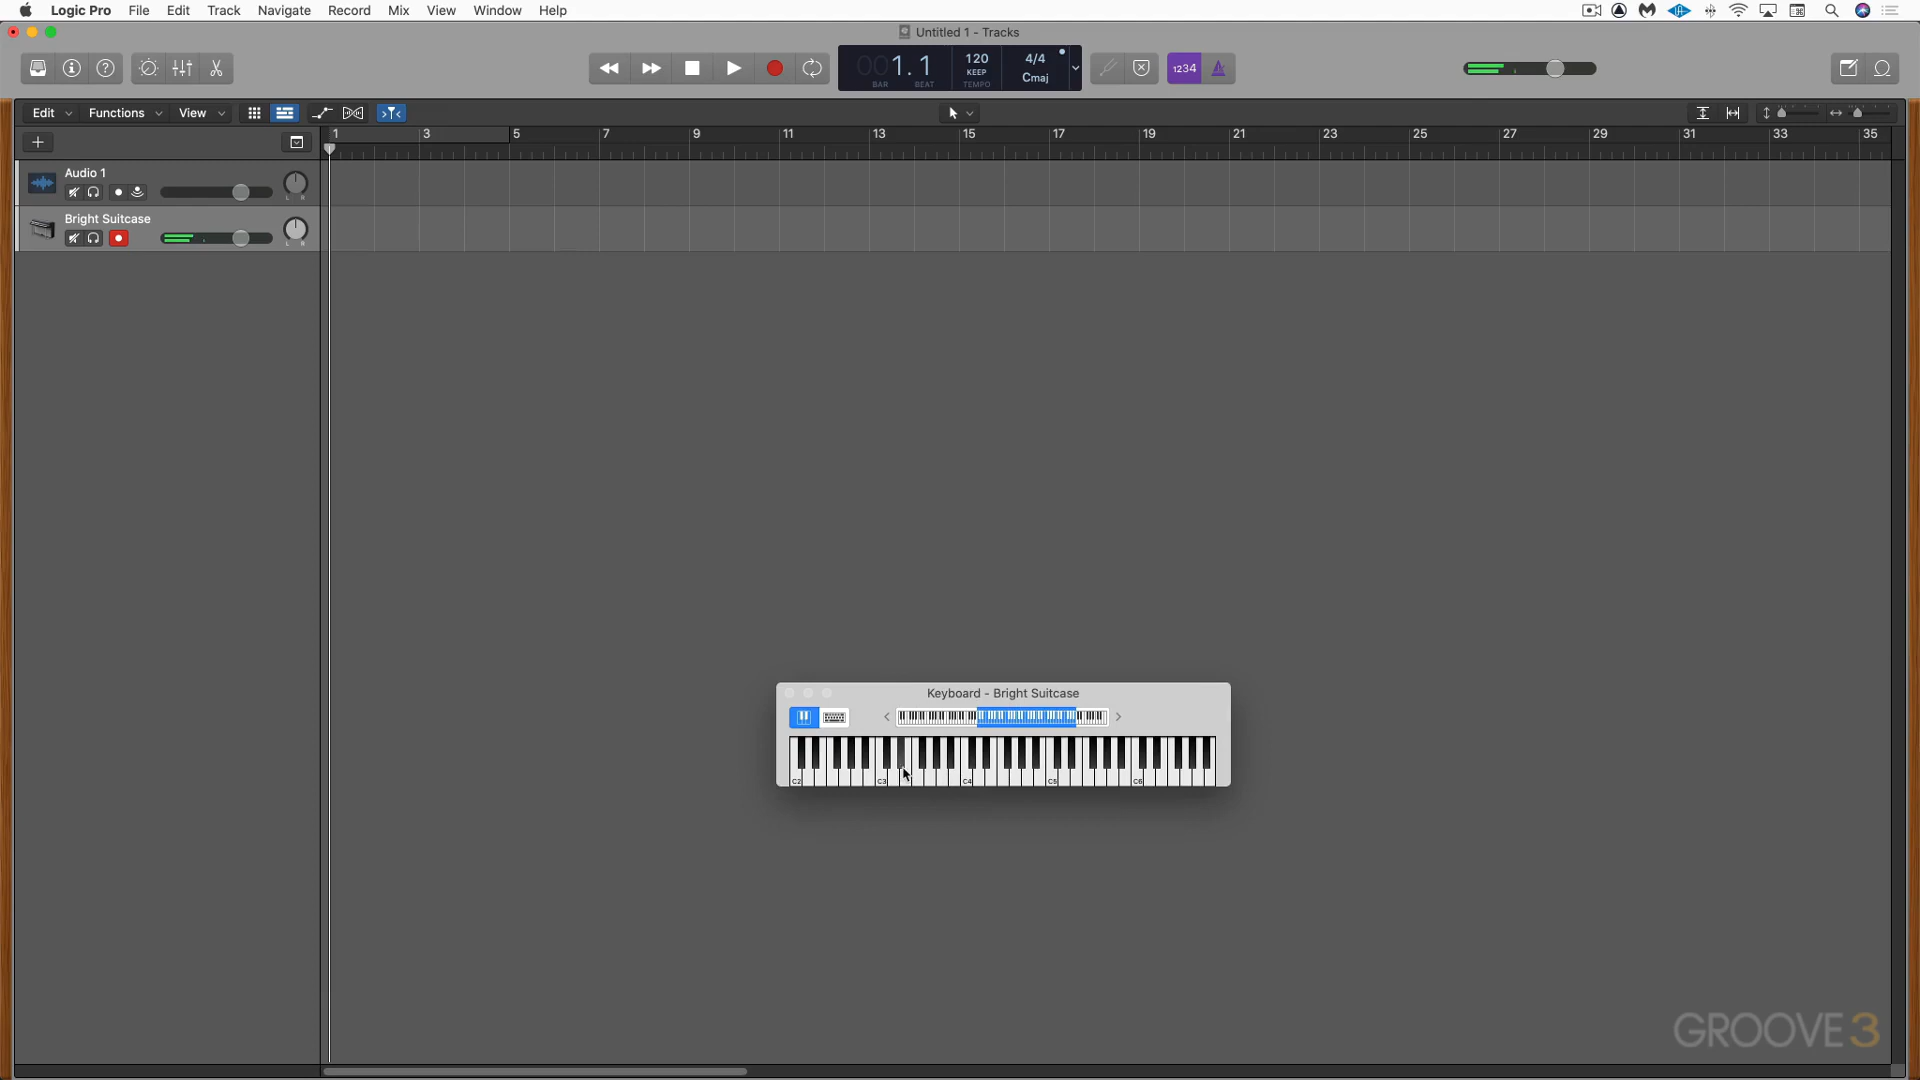 Logic Pro File Edit Track Navigate Record Mix View Window Help
Untitled 1 - Tracks
001.1 120 4/4
KEEP Cmaj
BAR BEAT TEMPO
1234
Edit Functions View
1 3 5 7 9 11 13 15 17 19 21 23 25 27 29 31 33 35
Audio 1
L R
Bright Suitcase
L R
Keyboard - Bright Suitcase
C2 C3 C4 C5 C6
GROOVE3